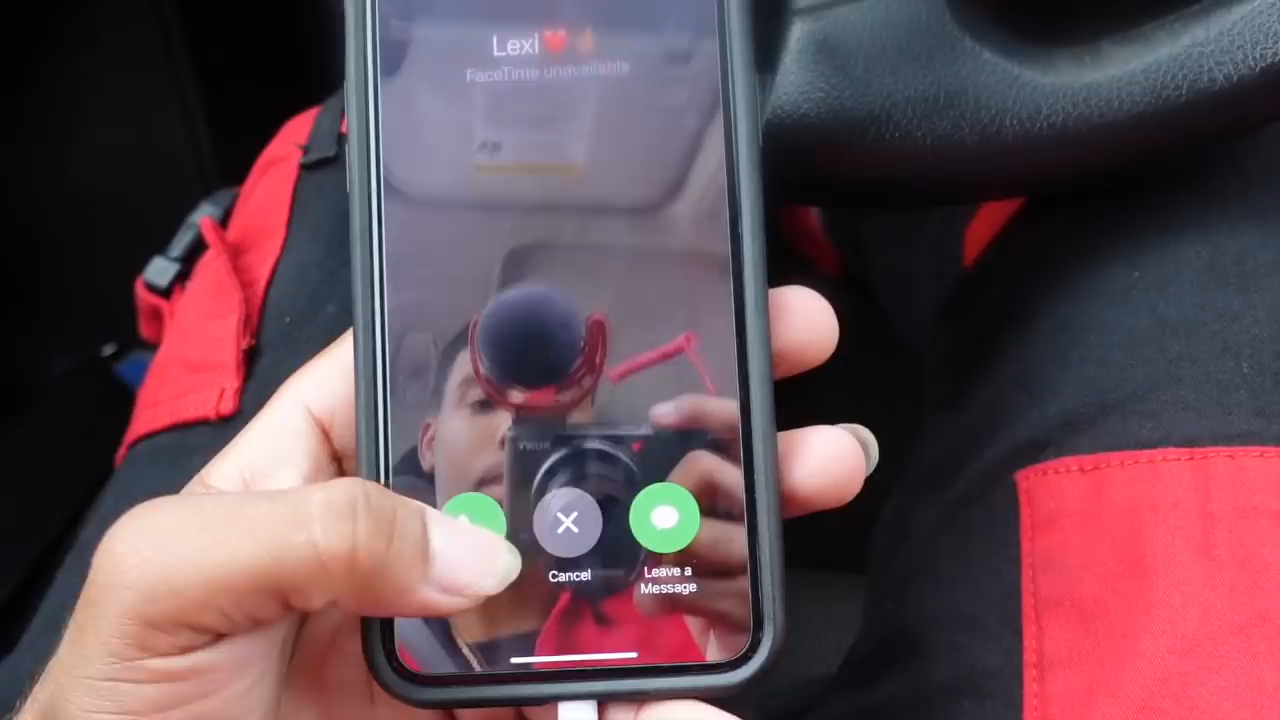 Lexi❤️
FaceTime unavailable
Cancel
Leave a
Message